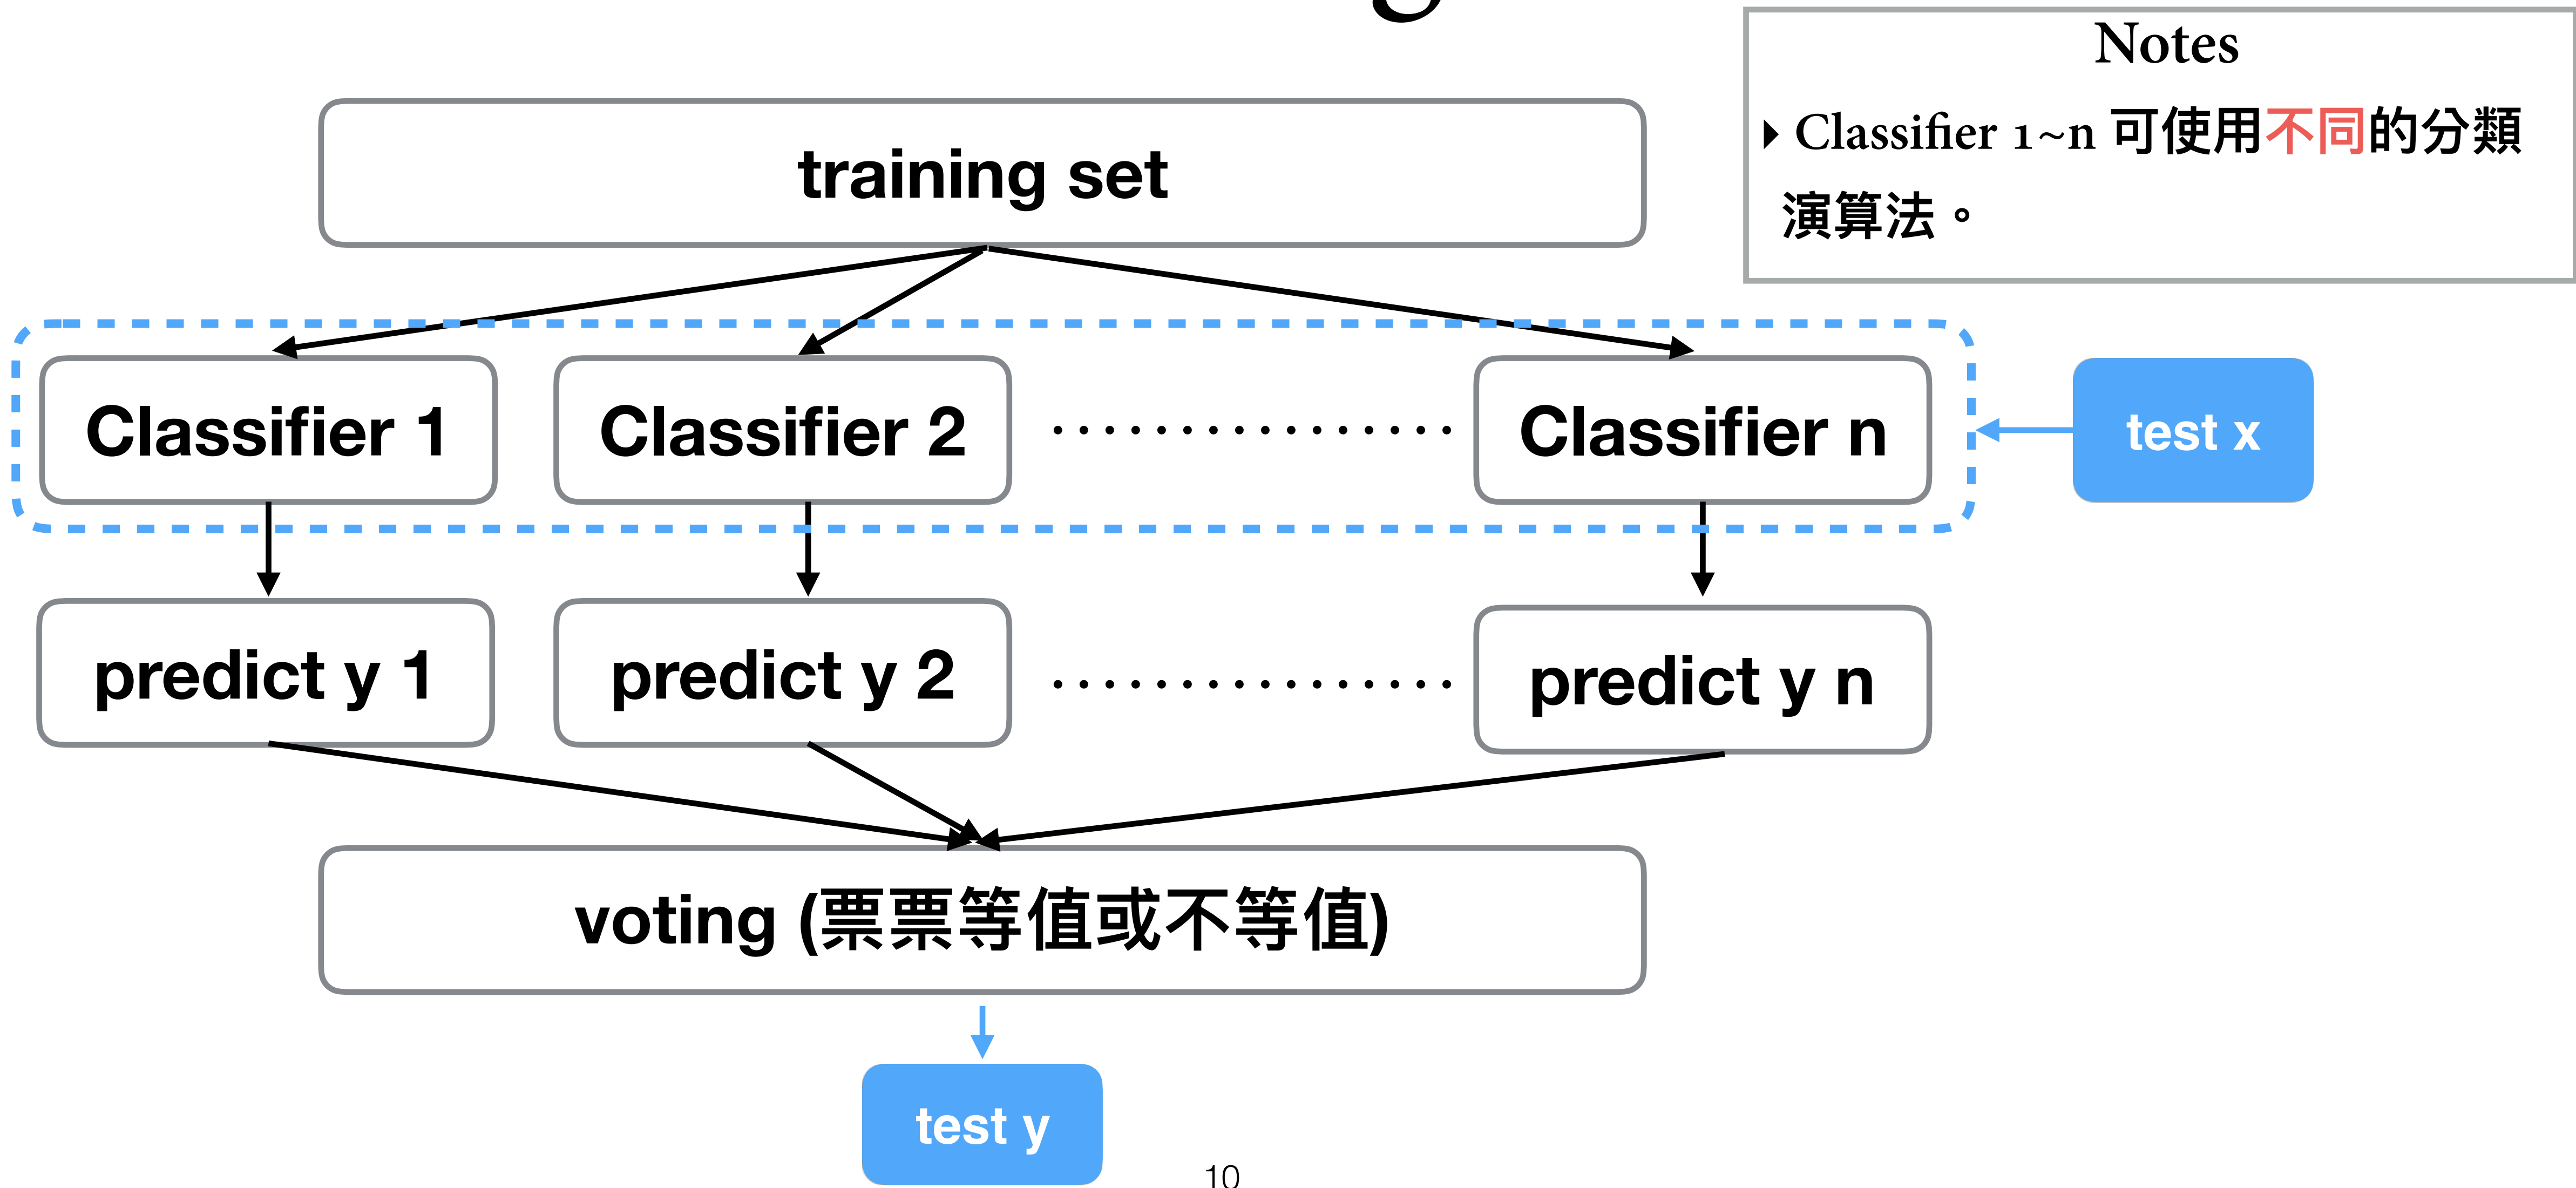 Notes
▸ Classifier 1~n 可使用不同的分類
演算法。
training set
Classifier 1
Classifier 2
Classifier n
test x
predict y 1
predict y 2
predict y n
voting (票票等值或不等值)
test y
10